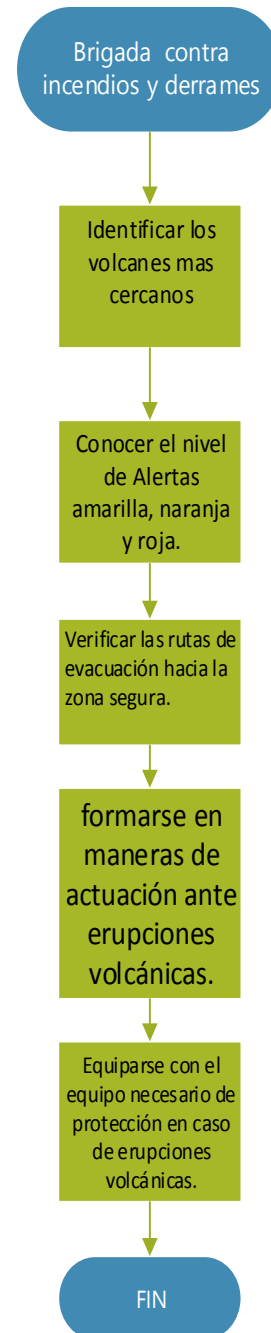 Brigada contra
incendios y derrames
Identificar los
volcanes mas
cercanos
Conocer el nivel
de Alertas
amarilla, naranja
y roja.
Verificar las rutas de
evacuación hacia la
zona segura.
formarse en
maneras de
actuación ante
erupciones
volcánicas.
Equiparse con el
equipo necesario de
protección en caso
de erupciones
volcánicas.
FIN